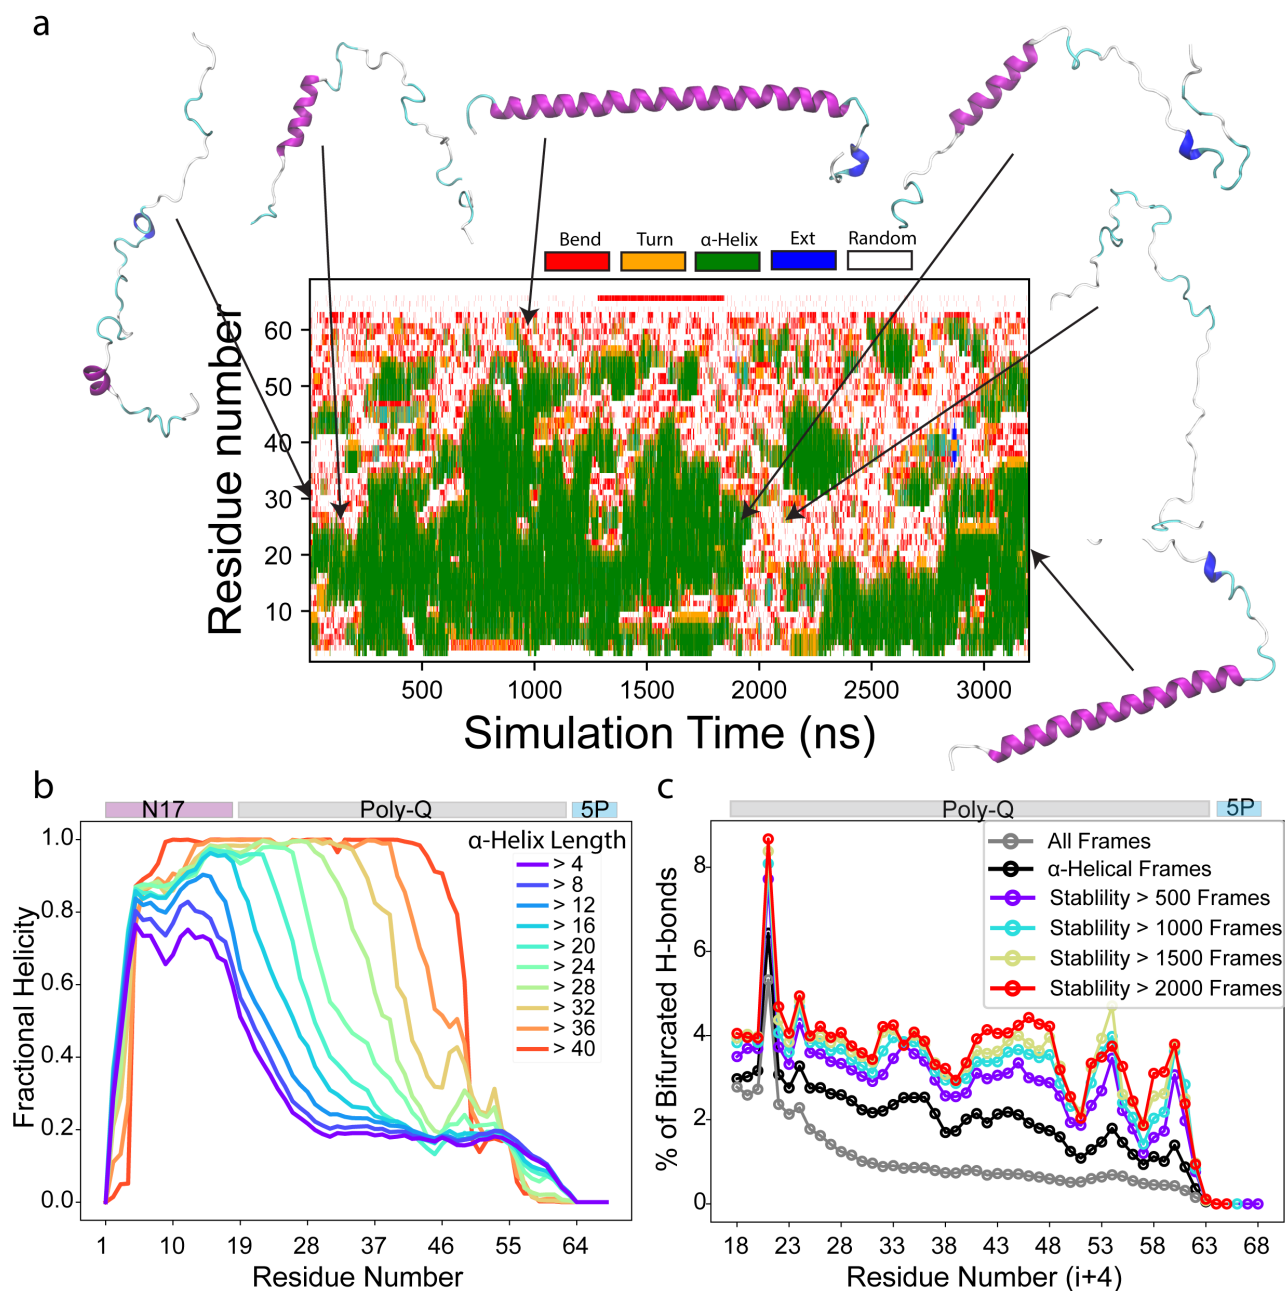 a
Bend Turn α-Helix Ext Random
Residue number
60
50
40
30
20
10
500 1000 1500 2000 2500 3000
Simulation Time (ns)
b
N17 Poly-Q 5P
α-Helix Length
> 4
> 8
> 12
> 16
> 20
> 24
> 28
> 32
> 36
> 40
Fractional Helicity
1.0
0.8
0.6
0.4
0.2
0.0
1 10 19 28 37 46 55 64
Residue Number
c
Poly-Q 5P
All Frames
α-Helical Frames
Stablility > 500 Frames
Stablility > 1000 Frames
Stablility > 1500 Frames
Stablility > 2000 Frames
% of Bifurcated H-bonds
8
6
4
2
0
18 23 28 33 38 43 48 53 58 63 68
Residue Number (i+4)